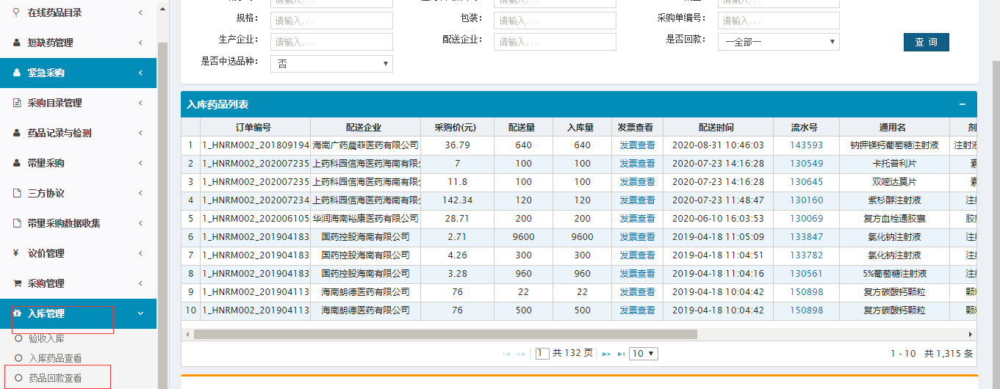 在线药品目录
短缺药管理
紧急采购
采购目录管理
药品记录与检测
带量采购
三方协议
带量采购数据收集
议价管理
采购管理
入库管理
验收入库
入库药品查看
药品回款查看
规格： 请输入... 包装： 请输入... 采购单编号： 请输入...
生产企业： 请输入... 配送企业： 请输入... 是否回款： —全部— 查 询
是否中选品种： 否
入库药品列表
订单编号 配送企业 采购价(元) 配送量 入库量 发票查看 配送时间 流水号 通用名 剂
1 1_HNRM002_201809194 海南广药晨菲医药有限公司 36.79 640 640 发票查看 2020-08-31 10:46:03 143593 钠钾镁钙葡萄糖注射液 注射液
2 1_HNRM002_202007235 上药科园信海医药海南有限公 7 100 100 发票查看 2020-07-23 14:16:28 130549 卡托普利片
3 1_HNRM002_202007235 上药科园信海医药海南有限公 11.8 100 100 发票查看 2020-07-23 14:16:28 130645 双嘧达莫片
4 1_HNRM002_202007234 上药科园信海医药海南有限公 142.34 120 120 发票查看 2020-07-23 11:48:47 130160 紫杉醇注射液 注射
5 1_HNRM002_202006105 华润海南裕康医药有限公司 28.71 200 200 发票查看 2020-06-10 16:03:53 130069 复方血栓通胶囊 胶囊
6 1_HNRM002_201904183 国药控股海南有限公司 2.71 9600 9600 发票查看 2019-04-18 11:05:09 133847 氯化钠注射液 注射
7 1_HNRM002_201904183 国药控股海南有限公司 4.26 300 300 发票查看 2019-04-18 11:04:51 133782 氯化钠注射液 注射
8 1_HNRM002_201904183 国药控股海南有限公司 3.28 960 960 发票查看 2019-04-18 11:04:16 130561 5%葡萄糖注射液 注射
9 1_HNRM002_201904113 海南朗德医药有限公司 76 22 22 发票查看 2019-04-18 10:04:42 150898 复方碳酸钙颗粒 颗粒
10 1_HNRM002_201904113 海南朗德医药有限公司 76 500 500 发票查看 2019-04-18 10:04:42 150898 复方碳酸钙颗粒 颗粒
1 共 132 页 10 1 - 10 共 1,315 条